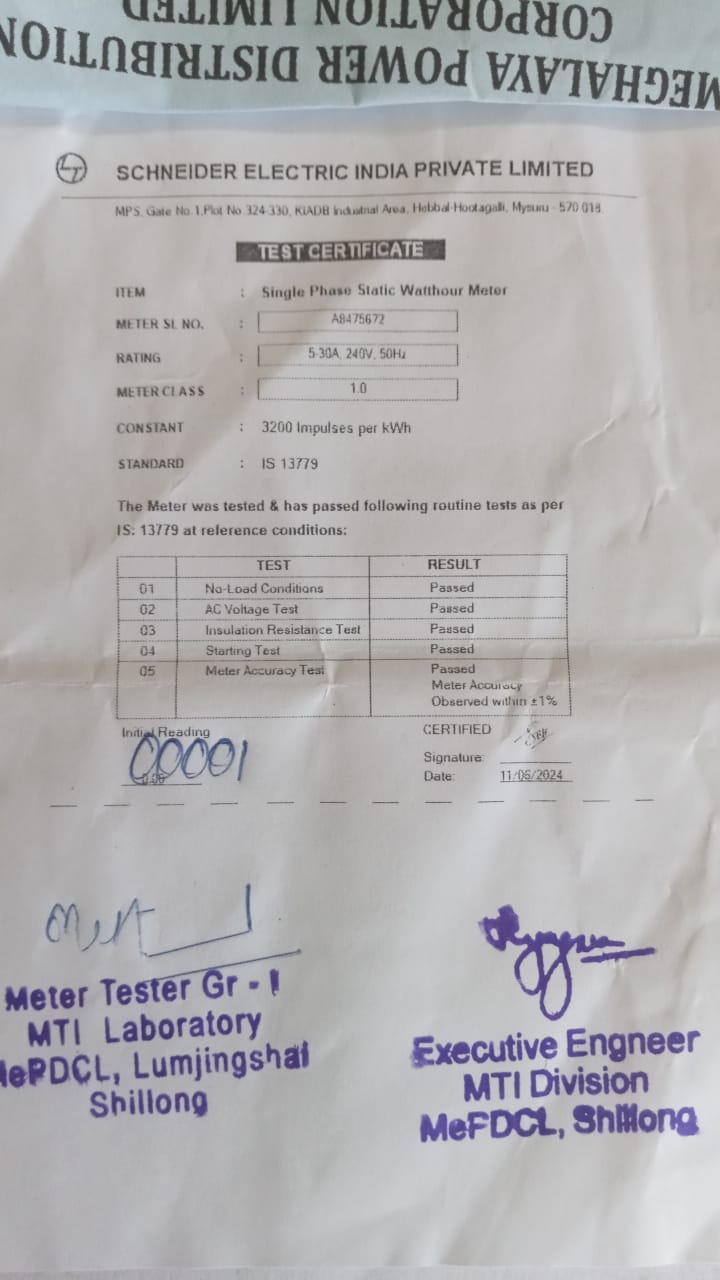 MEGHALAYA POWER DISTRIBUTION
CORPORATION LIMITED
LT
SCHNEIDER ELECTRIC INDIA PRIVATE LIMITED
MPS, Gate No.1,Plot No 324-330, KIADB Industrial Area, Hebbal-Hootagalli, Mysuru - 570 018
TEST CERTIFICATE
ITEM : Single Phase Static Watthour Meter
METER SL NO. : A8475672
RATING : 5-30A, 240V, 50Hz
METER CLASS : 1.0
CONSTANT : 3200 Impulses per kWh
STANDARD : IS 13779
The Meter was tested & has passed following routine tests as per
IS: 13779 at reference conditions:
TEST RESULT
01 No-Load Conditions Passed
02 AC Voltage Test Passed
03 Insulation Resistance Test Passed
04 Starting Test Passed
05 Meter Accuracy Test Passed
Meter Accuracy
Observed within ±1%
Initial Reading
00001
CERTIFIED
Signature:
Date: 11/06/2024
Meter Tester Gr - I
MTI Laboratory
MePDCL, Lumjingshai
Shillong
Executive Engneer
MTI Division
MePDCL, Shillong